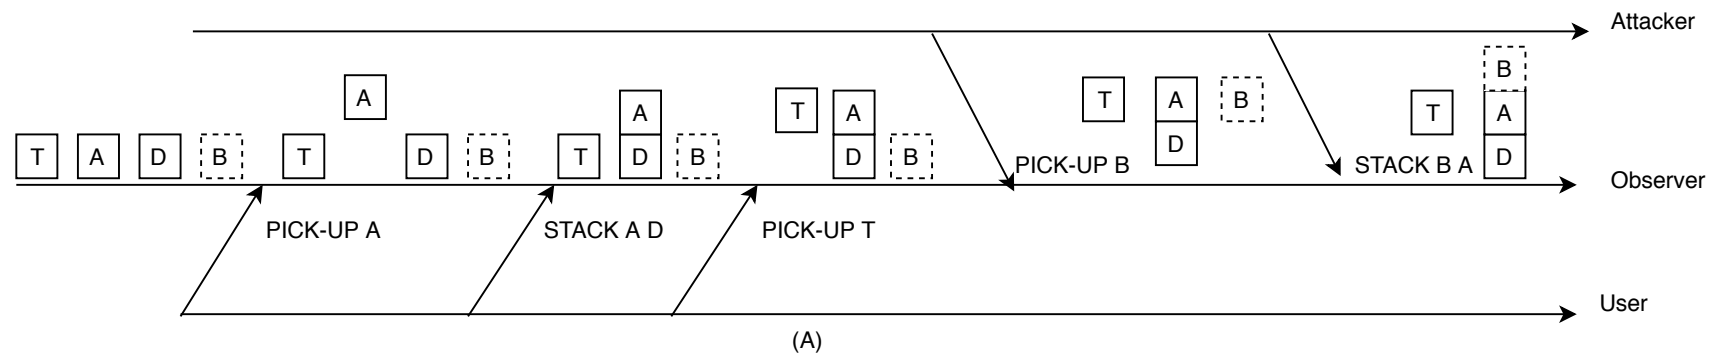 Attacker
B
A
T
A
T
A
T
A
B
T
A
T
A
D
B
T
D
B
T
D
B
D
B
D
D
PICK-UP B
STACK B A
Observer
PICK-UP A
STACK A D
PICK-UP T
User
(A)